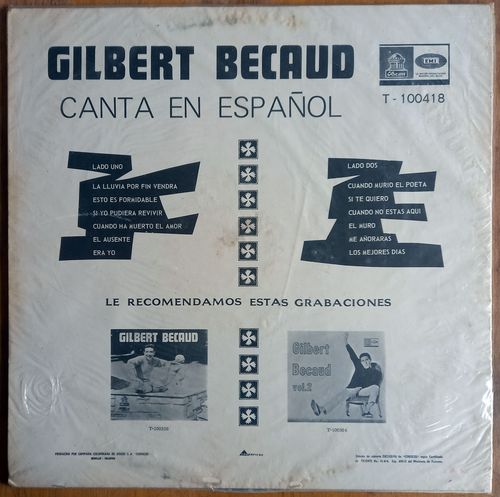 GILBERT BECAUD
CANTA EN ESPAÑOL
Odeon
EMI
T - 100418
LADO UNO
LA LLUVIA POR FIN VENDRA
ESTO ES FORMIDABLE
SI YO PUDIERA REVIVIR
CUANDO HA MUERTO EL AMOR
EL AUSENTE
ERA YO
LADO DOS
CUANDO MURIO EL POETA
SI TE QUIERO
CUANDO NO ESTAS AQUI
EL MURO
ME AÑORARAS
LOS MEJORES DIAS
LE RECOMENDAMOS ESTAS GRABACIONES
GILBERT BECAUD
Gilbert
Becaud
vol.2